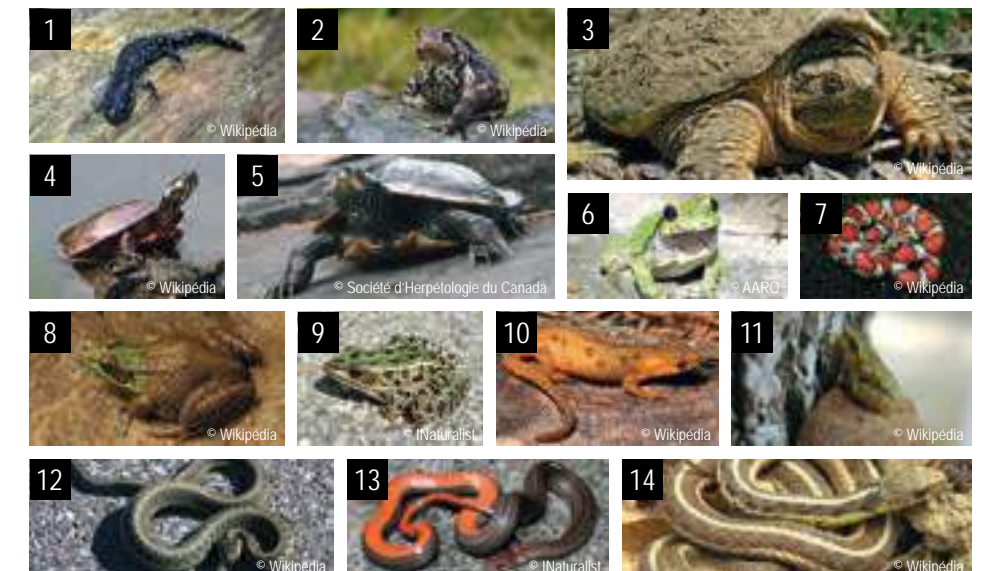 1
© Wikipédia
2
© Wikipédia
3
© Wikipédia
4
© Wikipédia
5
© Société d'Herpétologie du Canada
6
© AARQ
7
© Wikipédia
8
© Wikipédia
9
© INaturalist
10
© Wikipédia
11
© Wikipédia
12
© Wikipédia
13
© INaturalist
14
© Wikipédia